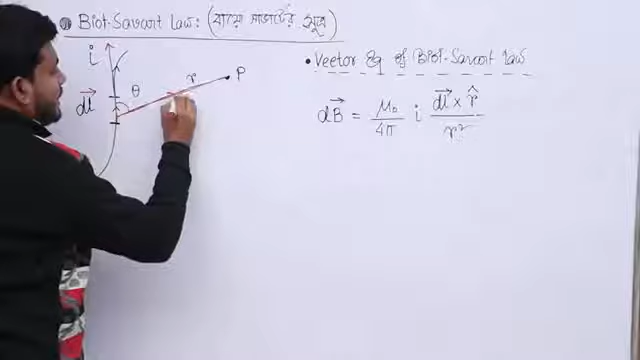 • Biot-Savart Law: (বায়ো সাভার্টের সূত্র)
• Vector Eq of Biot-Savart Law
i
θ
r
P
dl⃗
dB⃗ = μ₀/4π i dl⃗ × r̂/r²